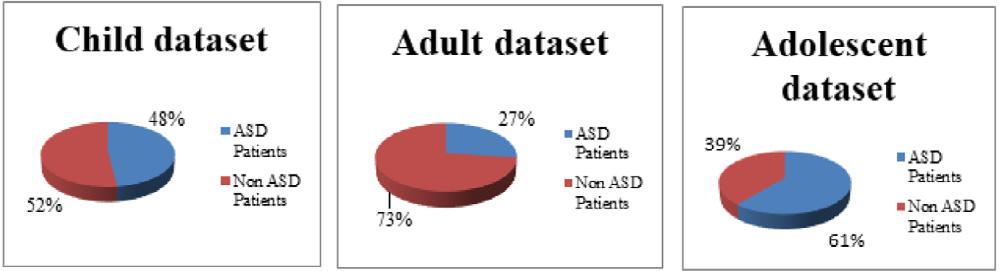 Child dataset
48%
ASD
Patients
Non ASD
Patients
52%
Adult dataset
27%
ASD
Patients
Non ASD
Patients
73%
Adolescent
dataset
39%
ASD
Patients
Non ASD
Patients
61%